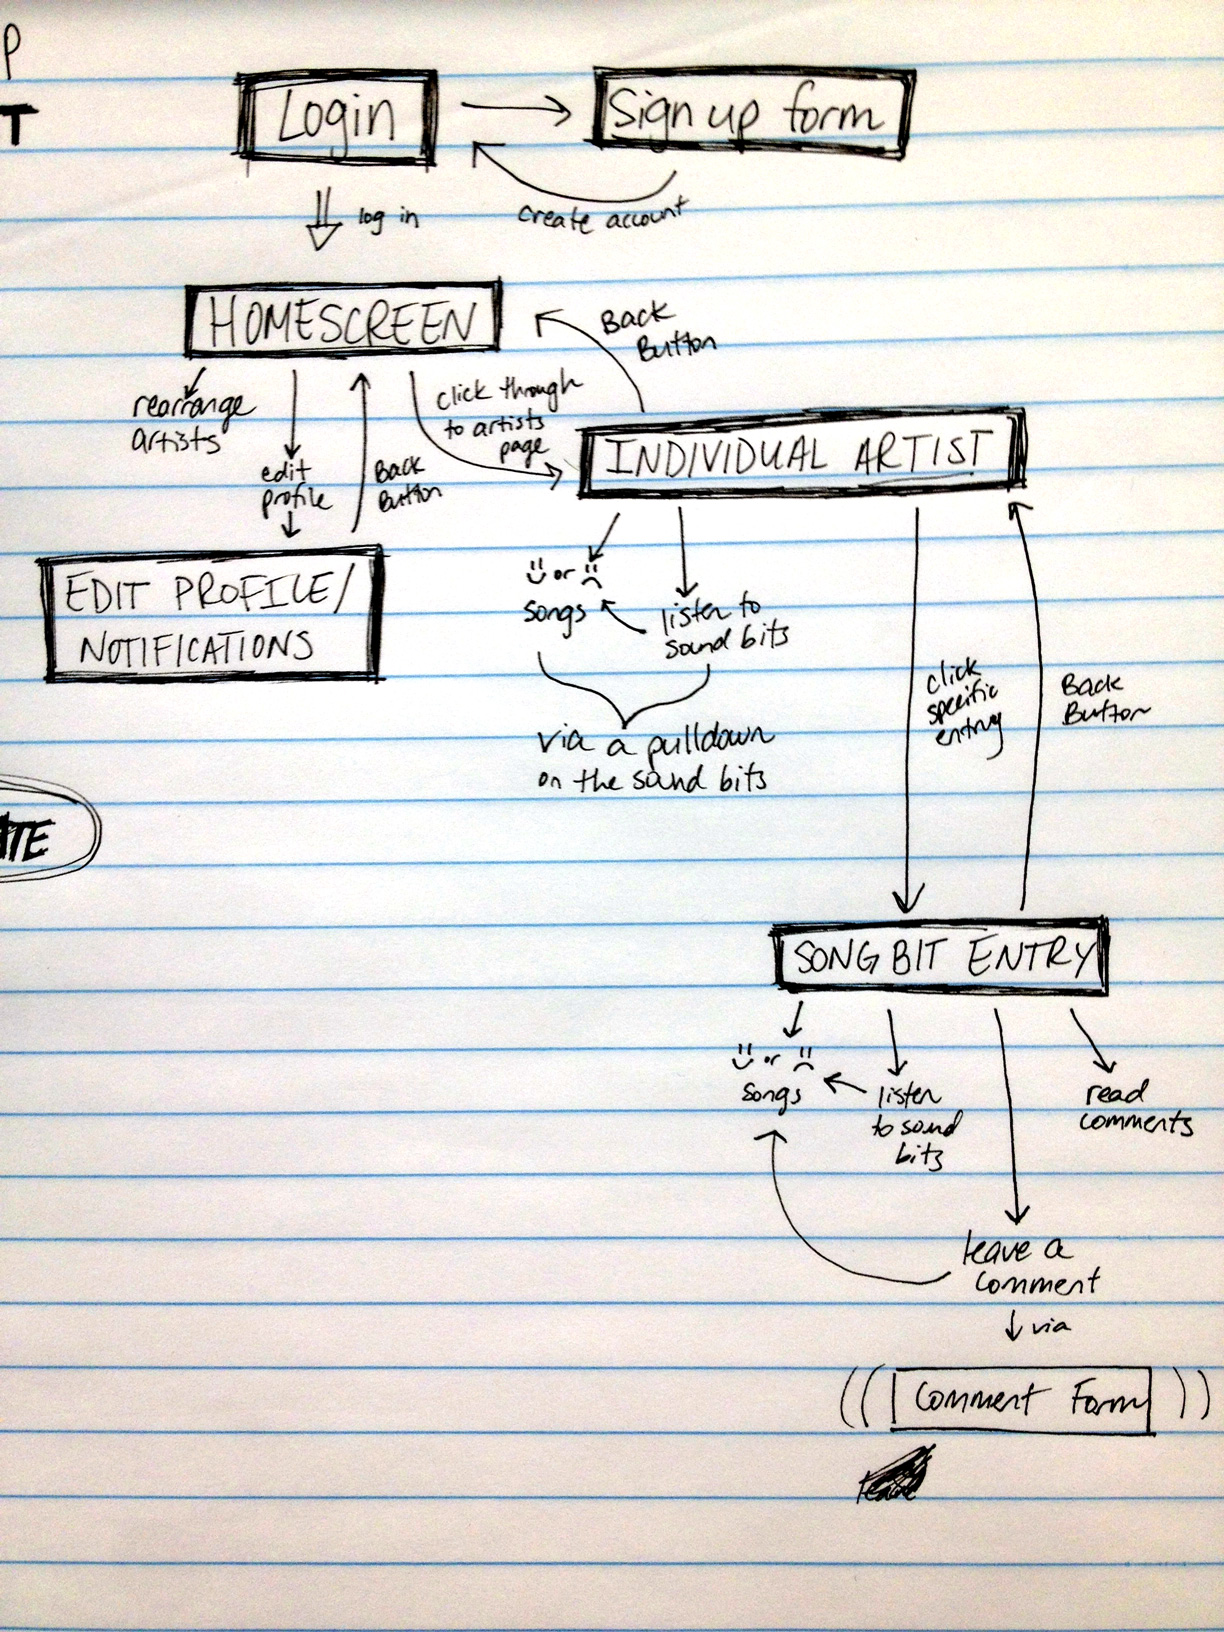 P
T
Login
Sign up form
log in
create account
HOMESCREEN
Back
Button
rearrange
artists
click through
to artists
page
edit
profile
Back
Button
INDIVIDUAL ARTIST
EDIT PROFILE/
NOTIFICATIONS
or
songs
listen to
sound bits
via a pulldown
on the sound bits
click
specific
entry
Back
Button
SONG BIT ENTRY
or
songs
listen
to sound
bits
read
comments
leave a
comment
via
((Comment Form))